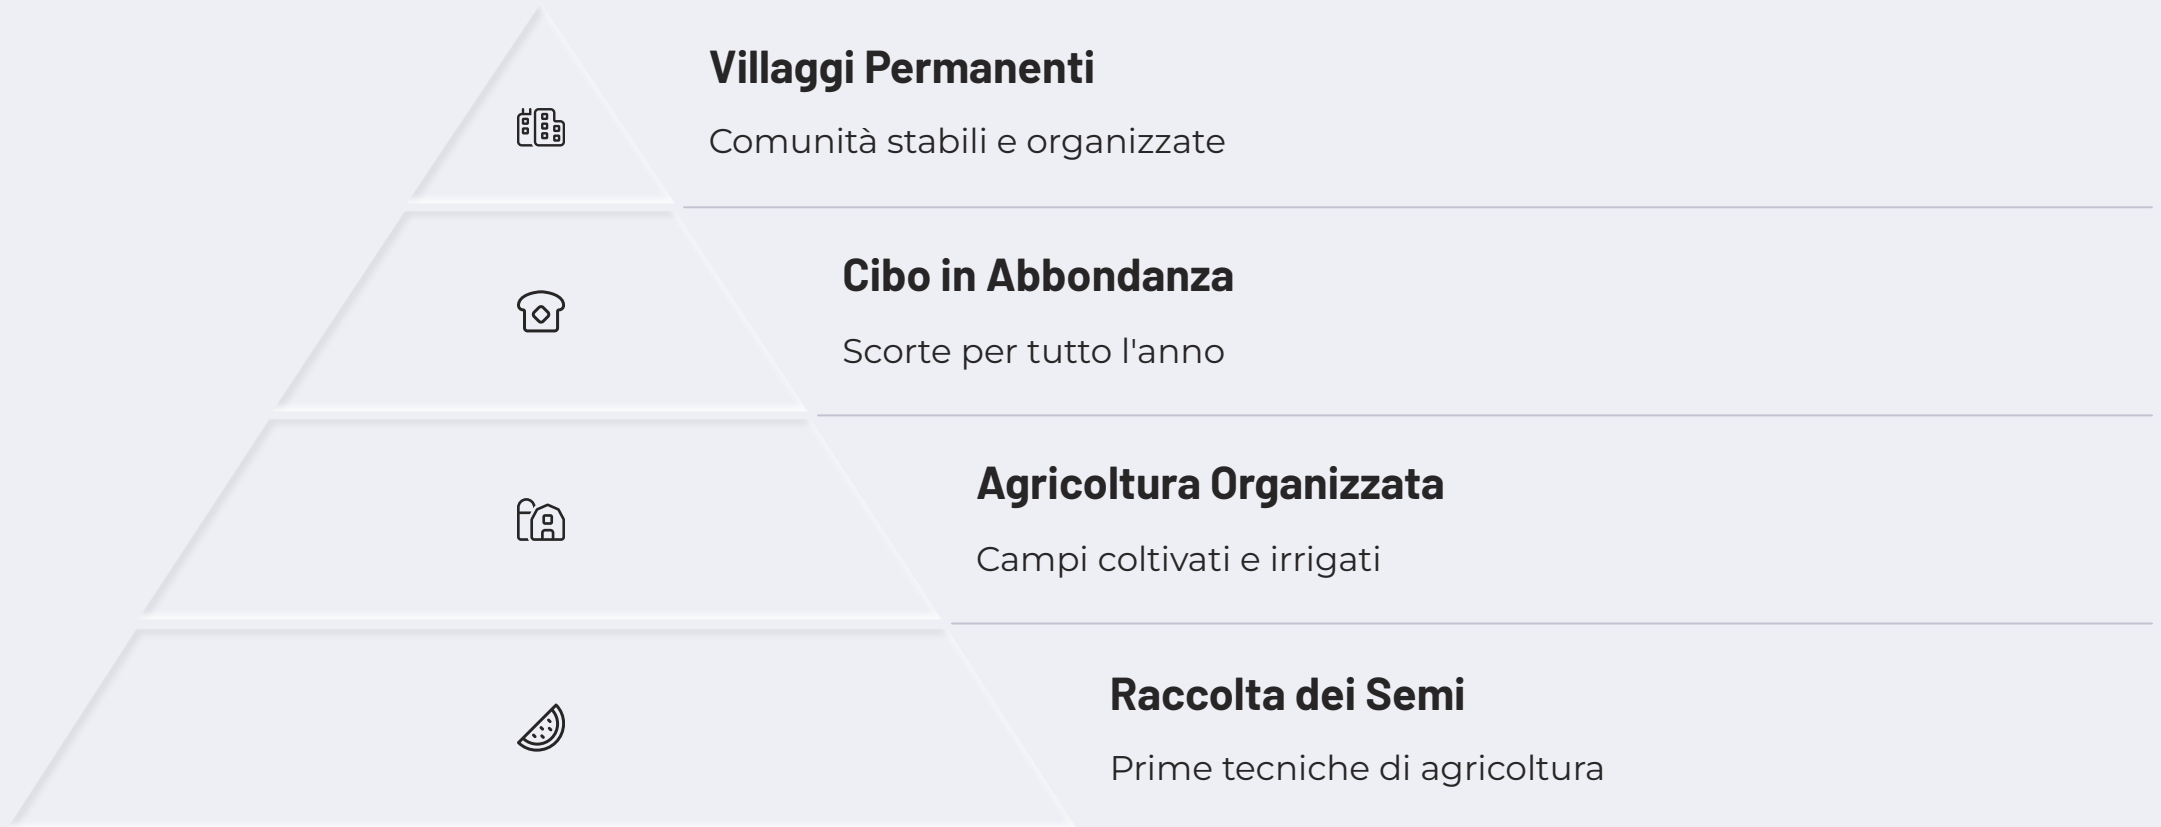 Villaggi Permanenti
Comunità stabili e organizzate
Cibo in Abbondanza
Scorte per tutto l'anno
Agricoltura Organizzata
Campi coltivati e irrigati
Raccolta dei Semi
Prime tecniche di agricoltura